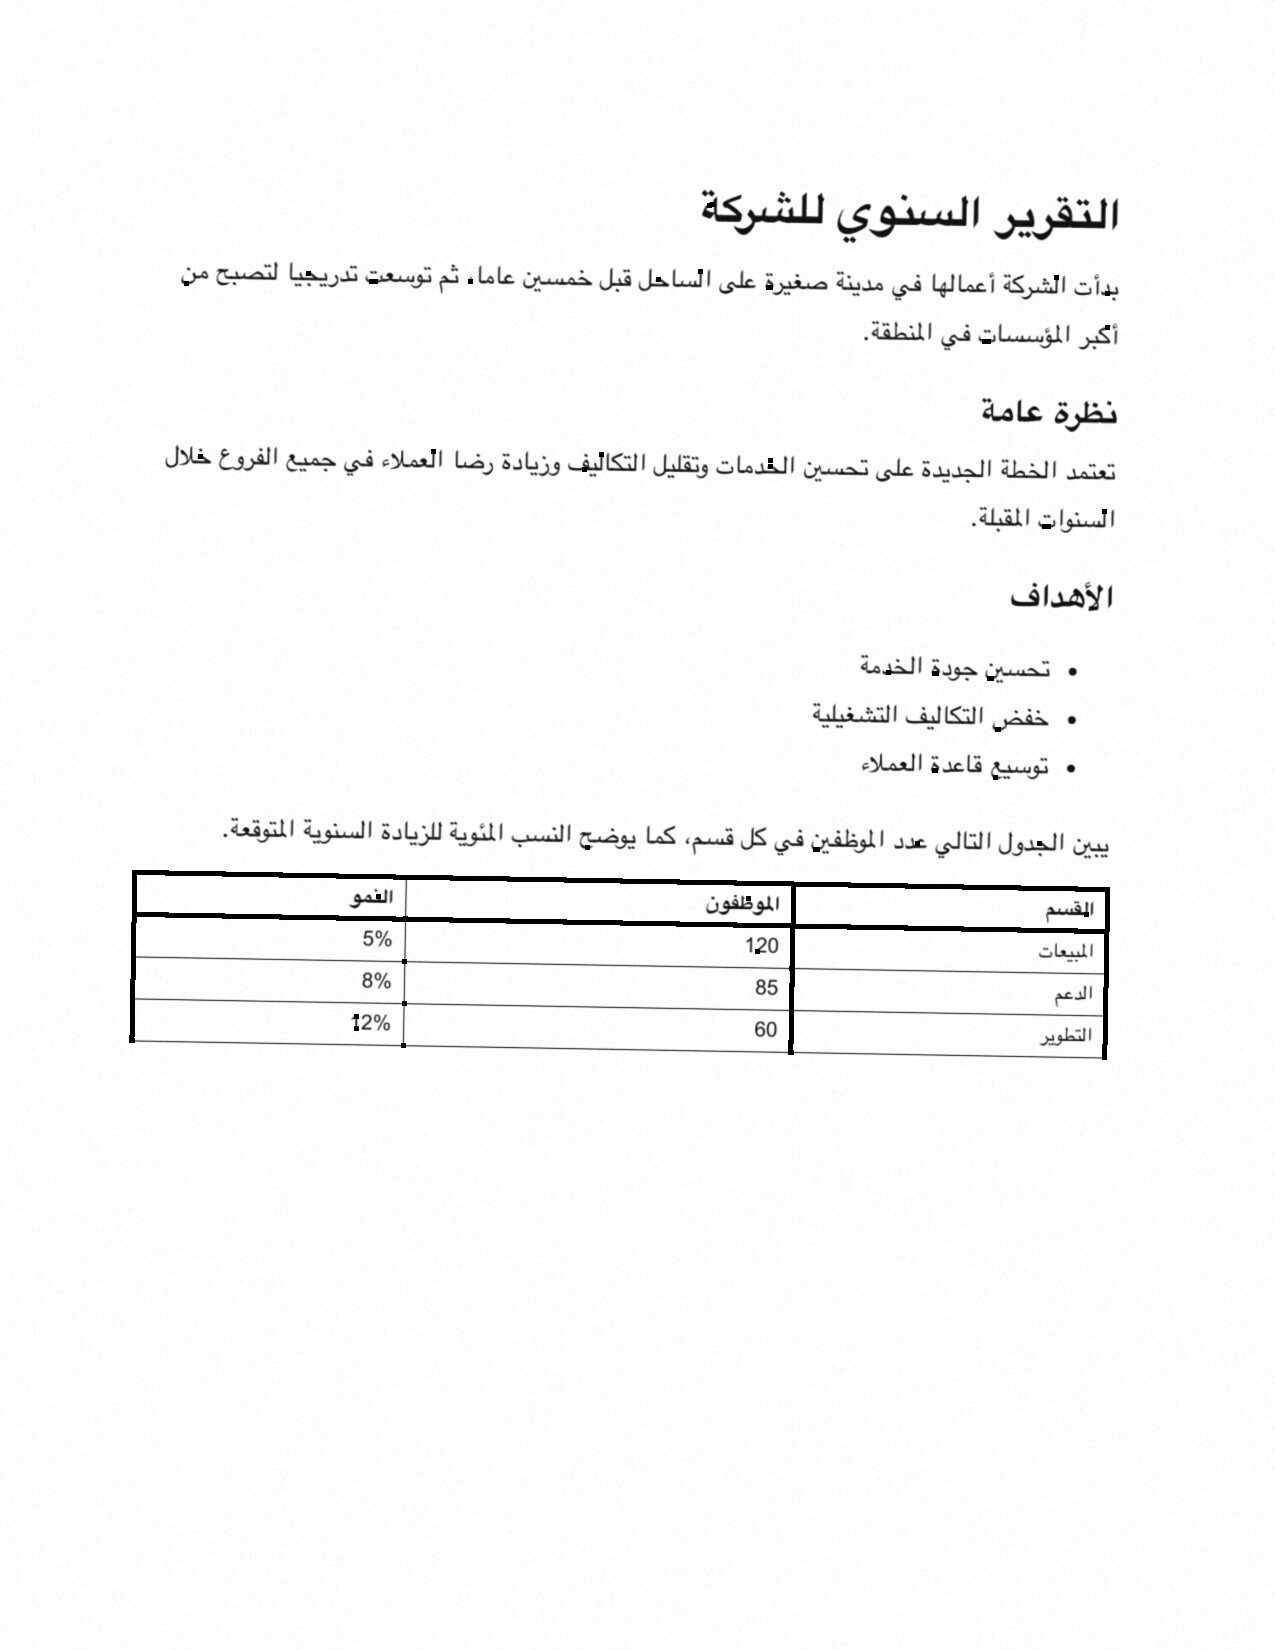 التقرير السنوي للشركة
بدأت الشركة أعمالها في مدينة صغيرة على الساحل قبل خمسين عاما، ثم توسعت تدريجيا لتصبح من
أكبر المؤسسات في المنطقة.
نظرة عامة
تعتمد الخطة الجديدة على تحسين الخدمات وتقليل التكاليف وزيادة رضا العملاء في جميع الفروع خلال
السنوات المقبلة.
الأهداف
• تحسين جودة الخدمة
• خفض التكاليف التشغيلية
• توسيع قاعدة العملاء
يبين الجدول التالي عدد الموظفين في كل قسم، كما يوضح النسب المئوية للزيادة السنوية المتوقعة.
القسم الموظفون النمو
المبيعات 120 5%
الدعم 85 8%
التطوير 60 12%